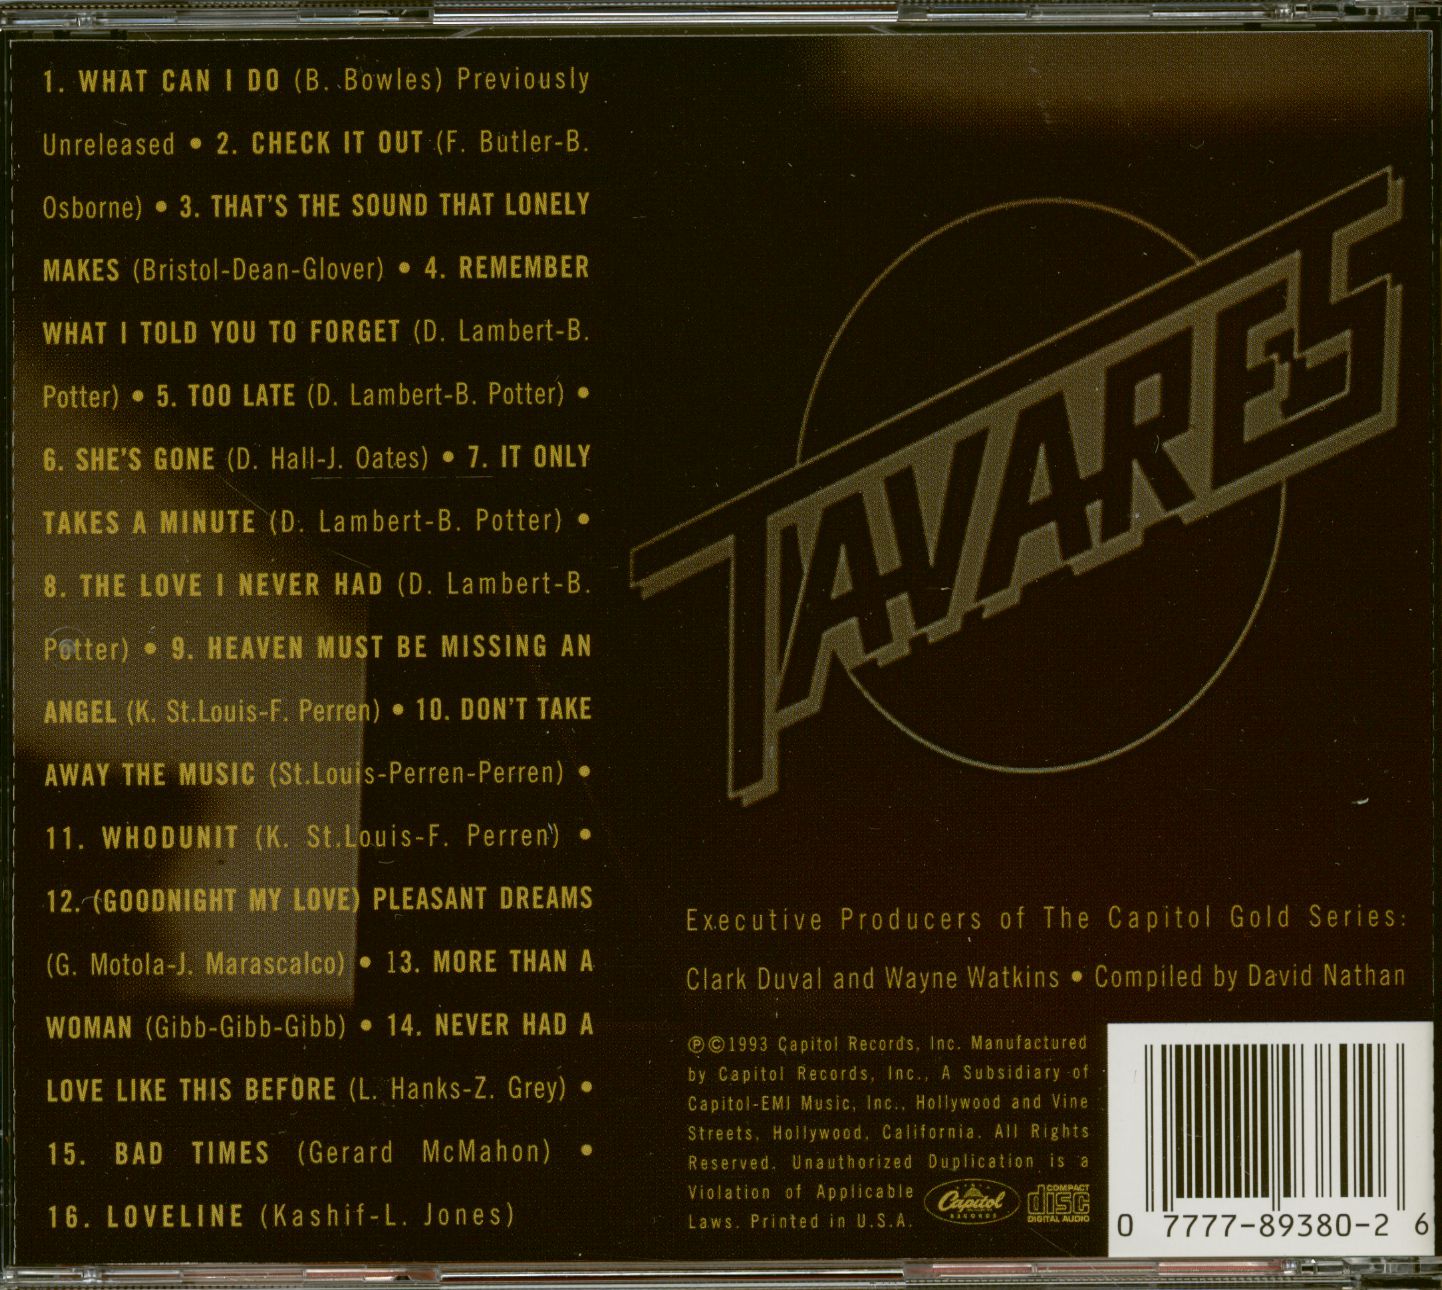 1. WHAT CAN I DO (B. Bowles) Previously
Unreleased • 2. CHECK IT OUT (F. Butler-B.
Osborne) • 3. THAT'S THE SOUND THAT LONELY
MAKES (Bristol-Dean-Glover) • 4. REMEMBER
WHAT I TOLD YOU TO FORGET (D. Lambert-B.
Potter) • 5. TOO LATE (D. Lambert-B. Potter) •
6. SHE'S GONE (D. Hall-J. Oates) • 7. IT ONLY
TAKES A MINUTE (D. Lambert-B. Potter) •
8. THE LOVE I NEVER HAD (D. Lambert-B.
Potter) • 9. HEAVEN MUST BE MISSING AN
ANGEL (K. St.Louis-F. Perren) • 10. DON'T TAKE
AWAY THE MUSIC (St.Louis-Perren-Perren) •
11. WHODUNIT (K. St.Louis-F. Perren) •
12. (GOODNIGHT MY LOVE) PLEASANT DREAMS
(G. Motola-J. Marascalco) • 13. MORE THAN A
WOMAN (Gibb-Gibb-Gibb) • 14. NEVER HAD A
LOVE LIKE THIS BEFORE (L. Hanks-Z. Grey) •
15. BAD TIMES (Gerard McMahon) •
16. LOVELINE (Kashif-L. Jones)
TAVARES
Executive Producers of The Capitol Gold Series:
Clark Duval and Wayne Watkins • Compiled by David Nathan
℗©1993 Capitol Records, Inc. Manufactured
by Capitol Records, Inc., A Subsidiary of
Capitol-EMI Music, Inc., Hollywood and Vine
Streets, Hollywood, California. All Rights
Reserved. Unauthorized Duplication is a
Violation of Applicable
Laws. Printed in U.S.A.
Capitol
RECORDS
COMPACT
disc
DIGITAL AUDIO
0 7777-89380-2 6